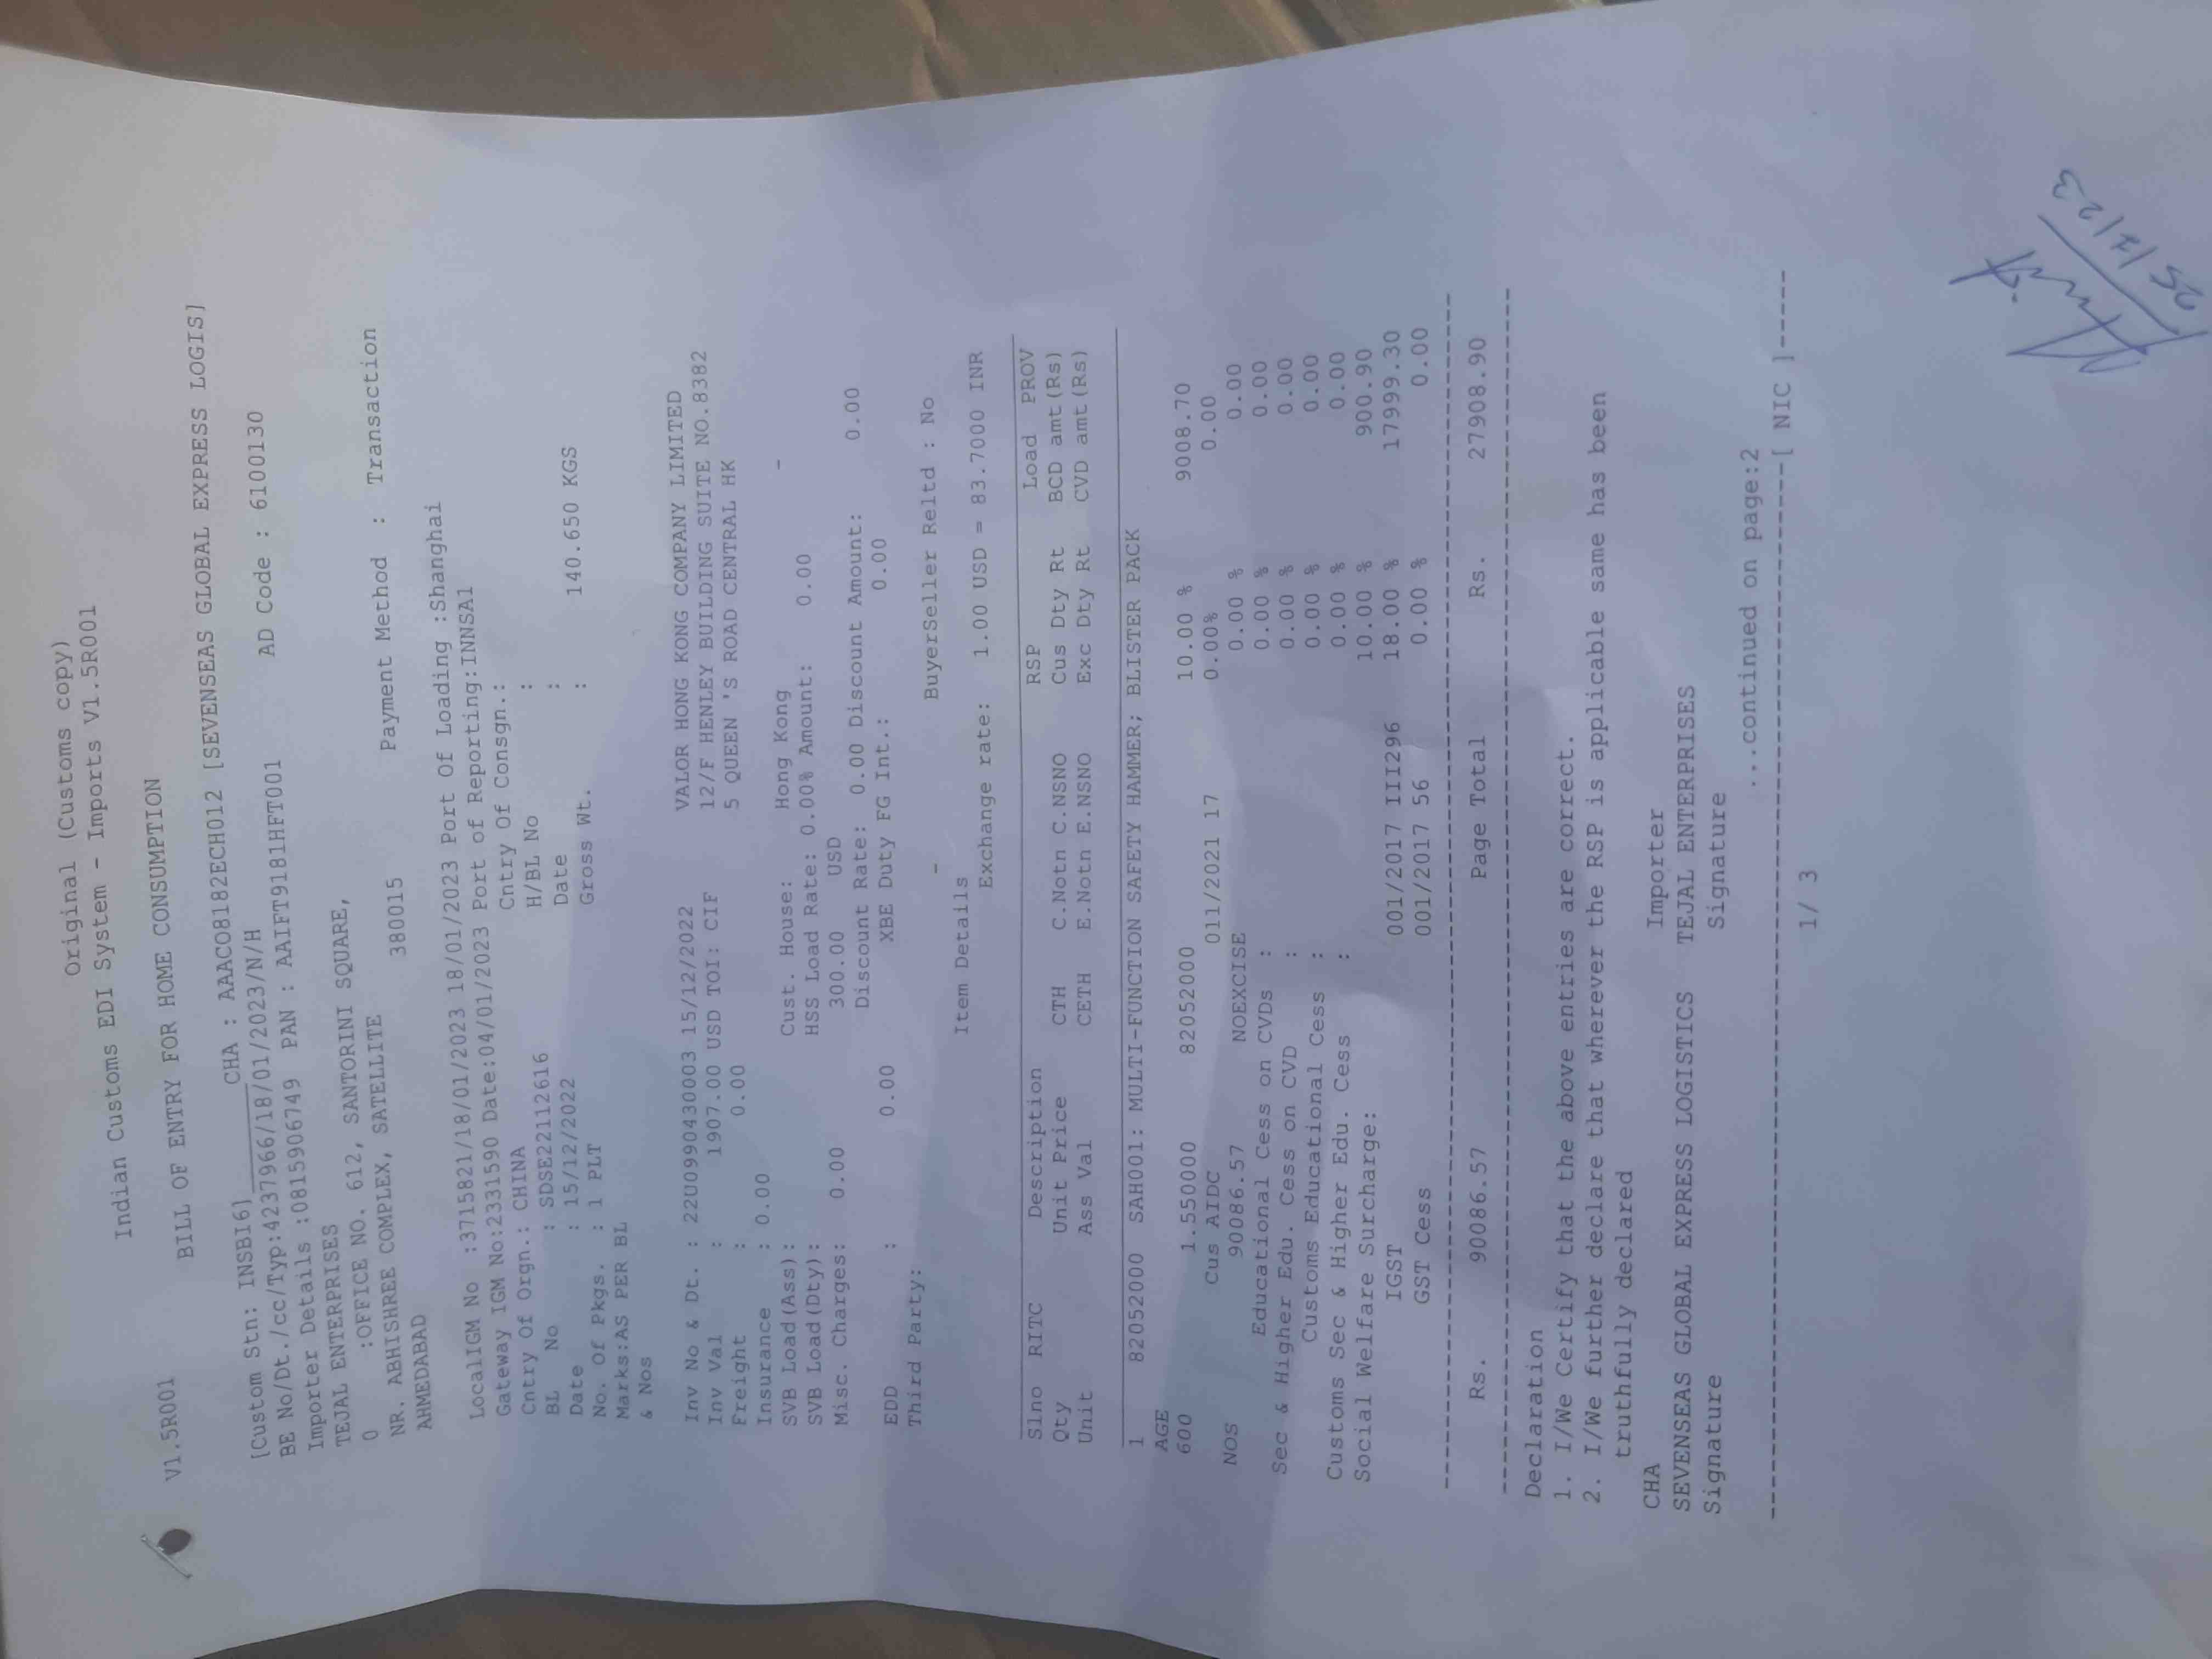 Original (Customs copy)
Indian Customs EDI System - Imports V1.5R001
V1.5R001
BILL OF ENTRY FOR HOME CONSUMPTION
[Custom Stn: INSBI6]________CHA : AAACO8182ECH012 [SEVENSEAS GLOBAL EXPRESS LOGIS]
BE No/Dt./cc/Typ:4237966/18/01/2023/N/H
Importer Details :0815906749 PAN : AAIFT9181HFT001 AD Code : 6100130
TEJAL ENTERPRISES
0 :OFFICE NO. 612, SANTORINI SQUARE,
NR. ABHISHREE COMPLEX, SATELLITE
AHMEDABAD 380015 Payment Method : Transaction
LocalIGM No :3715821/18/01/2023 18/01/2023 Port Of Loading :Shanghai
Gateway IGM No:2331590 Date:04/01/2023 Port of Reporting:INNSA1
Cntry Of Orgn.: CHINA Cntry Of Consgn.:
BL No : SDSE22112616 H/BL No :
Date : 15/12/2022 Date :
No. Of Pkgs. : 1 PLT Gross Wt. : 140.650 KGS
Marks:AS PER BL
& Nos
Inv No & Dt. : 22U0990430003 15/12/2022 VALOR HONG KONG COMPANY LIMITED
Inv Val : 1907.00 USD TOI: CIF 12/F HENLEY BUILDING SUITE NO.8382
Freight : 0.00 5 QUEEN 'S ROAD CENTRAL HK
Insurance : 0.00
SVB Load(Ass): Cust. House: Hong Kong -
SVB Load(Dty): HSS Load Rate: 0.00% Amount: 0.00
Misc. Charges: 0.00 300.00 USD
Discount Rate: 0.00 Discount Amount: 0.00
EDD : 0.00 XBE Duty FG Int.: 0.00
Third Party:
- BuyerSeller Reltd : No
Item Details
Exchange rate: 1.00 USD = 83.7000 INR
Slno RITC Description RSP Load PROV
Qty Unit Price CTH C.Notn C.NSNO Cus Dty Rt BCD amt(Rs)
Unit Ass Val CETH E.Notn E.NSNO Exc Dty Rt CVD amt(Rs)
1 82052000 SAH001: MULTI-FUNCTION SAFETY HAMMER; BLISTER PACK
AGE
600 1.550000 82052000 10.00 % 9008.70
Cus AIDC 011/2021 17 0.00% 0.00
NOS 90086.57 NOEXCISE 0.00 % 0.00
Educational Cess on CVDs : 0.00 % 0.00
Sec & Higher Edu. Cess on CVD : 0.00 % 0.00
Customs Educational Cess : 0.00 % 0.00
Customs Sec & Higher Edu. Cess : 0.00 % 0.00
Social Welfare Surcharge: 10.00 % 900.90
IGST 001/2017 III296 18.00 % 17999.30
GST Cess 001/2017 56 0.00 % 0.00
Rs. 90086.57 Page Total Rs. 27908.90
Declaration
1. I/We Certify that the above entries are correct.
2. I/We further declare that wherever the RSP is applicable same has been
truthfully declared
CHA Importer
SEVENSEAS GLOBAL EXPRESS LOGISTICS TEJAL ENTERPRISES
Signature Signature
...continued on page:2
[ NIC ]
1/ 3
Amit
25/1/23